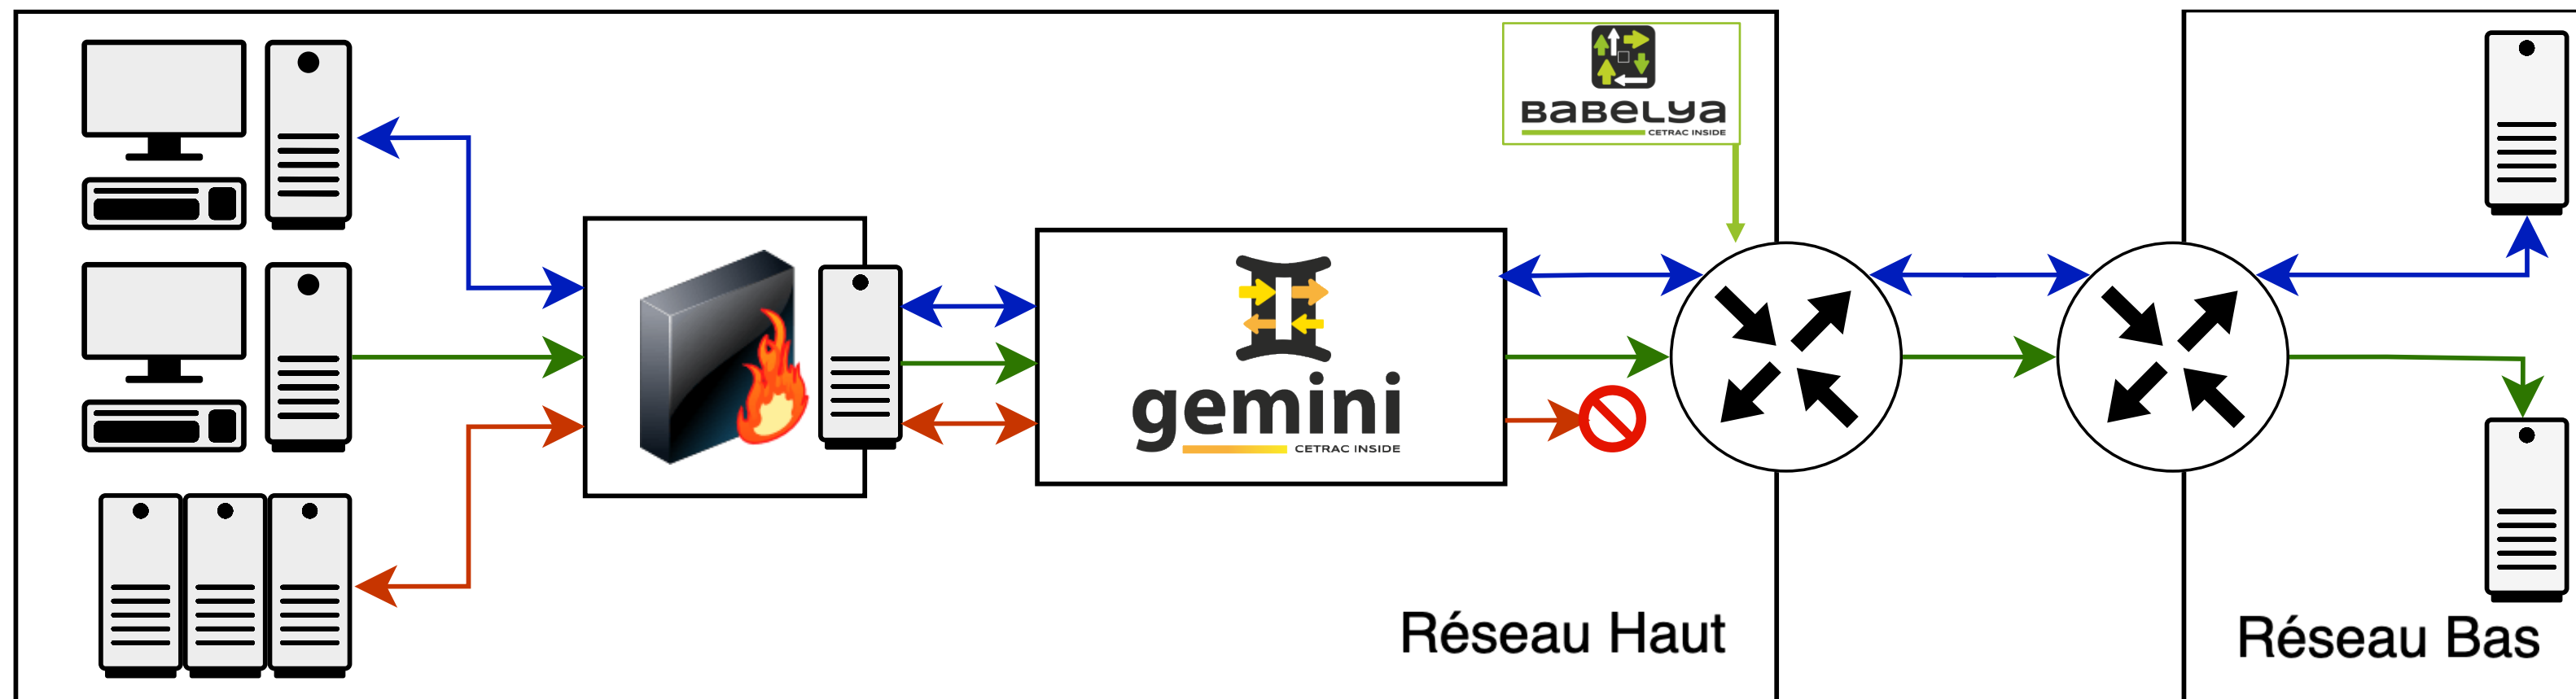 BABELYA
CETRAC INSIDE
gemini
CETRAC INSIDE
Réseau Haut
Réseau Bas